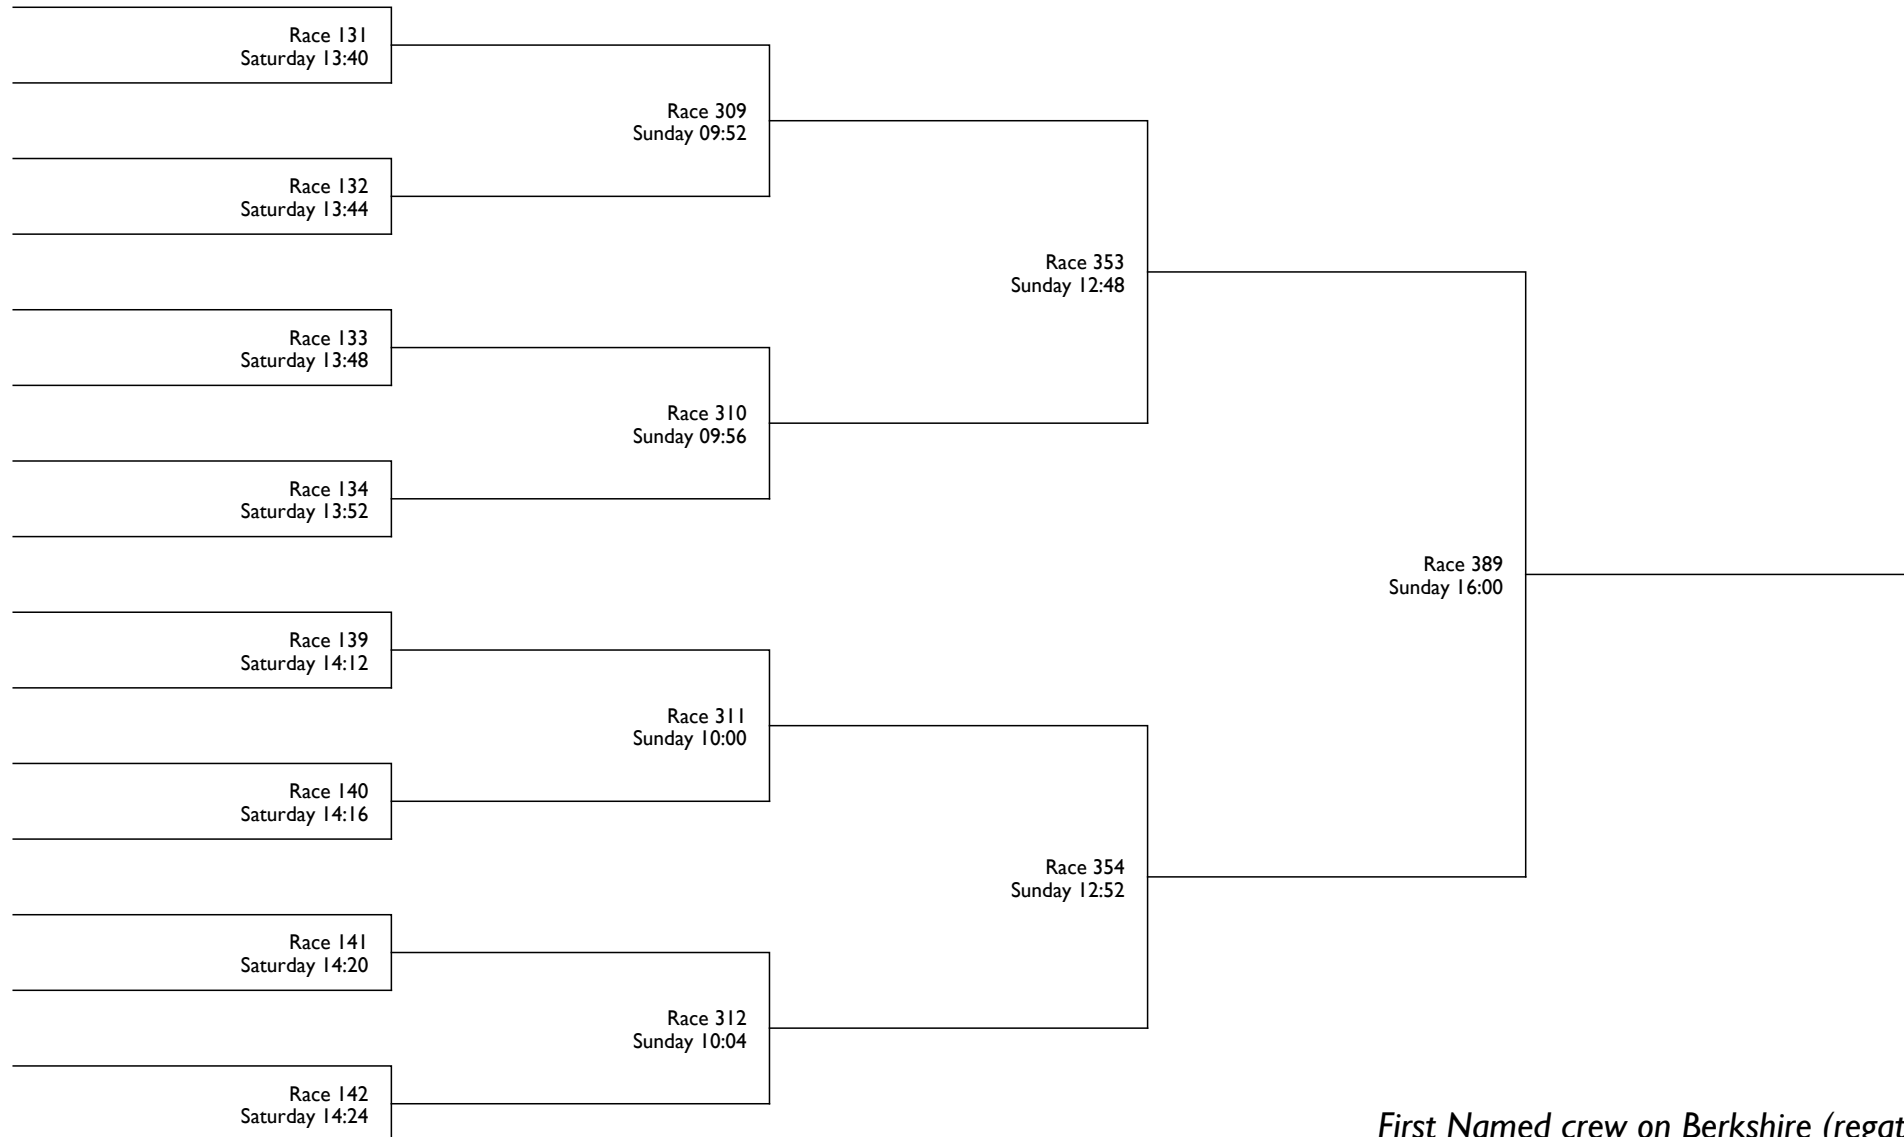 Race 131
Saturday 13:40
Race 309
Sunday 09:52
Race 132
Saturday 13:44
Race 353
Sunday 12:48
Race 133
Saturday 13:48
Race 310
Sunday 09:56
Race 134
Saturday 13:52
Race 389
Sunday 16:00
Race 139
Saturday 14:12
Race 311
Sunday 10:00
Race 140
Saturday 14:16
Race 354
Sunday 12:52
Race 141
Saturday 14:20
Race 312
Sunday 10:04
Race 142
Saturday 14:24
First Named crew on Berkshire (regat